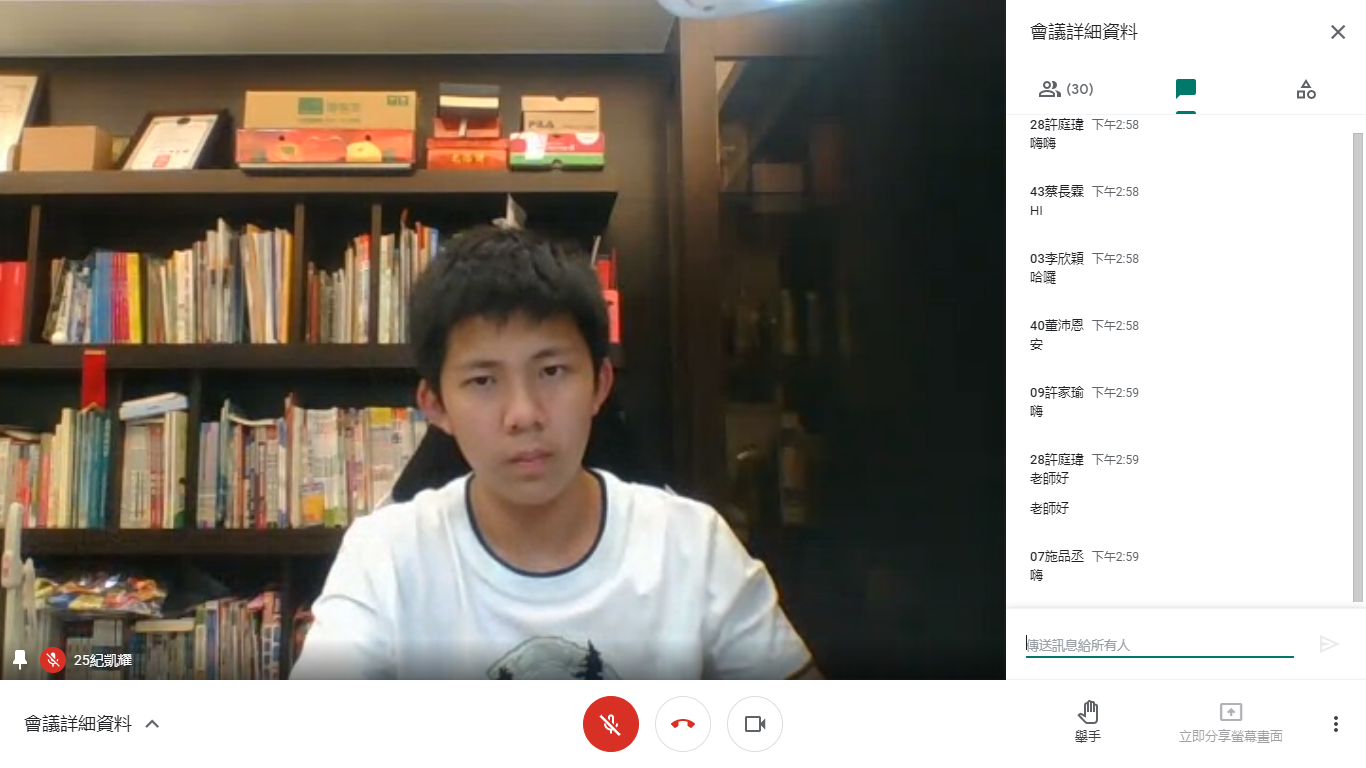 會議詳細資料
(30)
28許庭瑋 下午2:58
嗨嗨
43蔡長霖 下午2:58
HI
03李欣穎 下午2:58
哈囉
40董沛恩 下午2:58
安
09許家瑜 下午2:59
嗨
28許庭瑋 下午2:59
老師好
老師好
07施品丞 下午2:59
嗨
傳送訊息給所有人
FILA
25紀凱耀
會議詳細資料
舉手
立即分享螢幕畫面